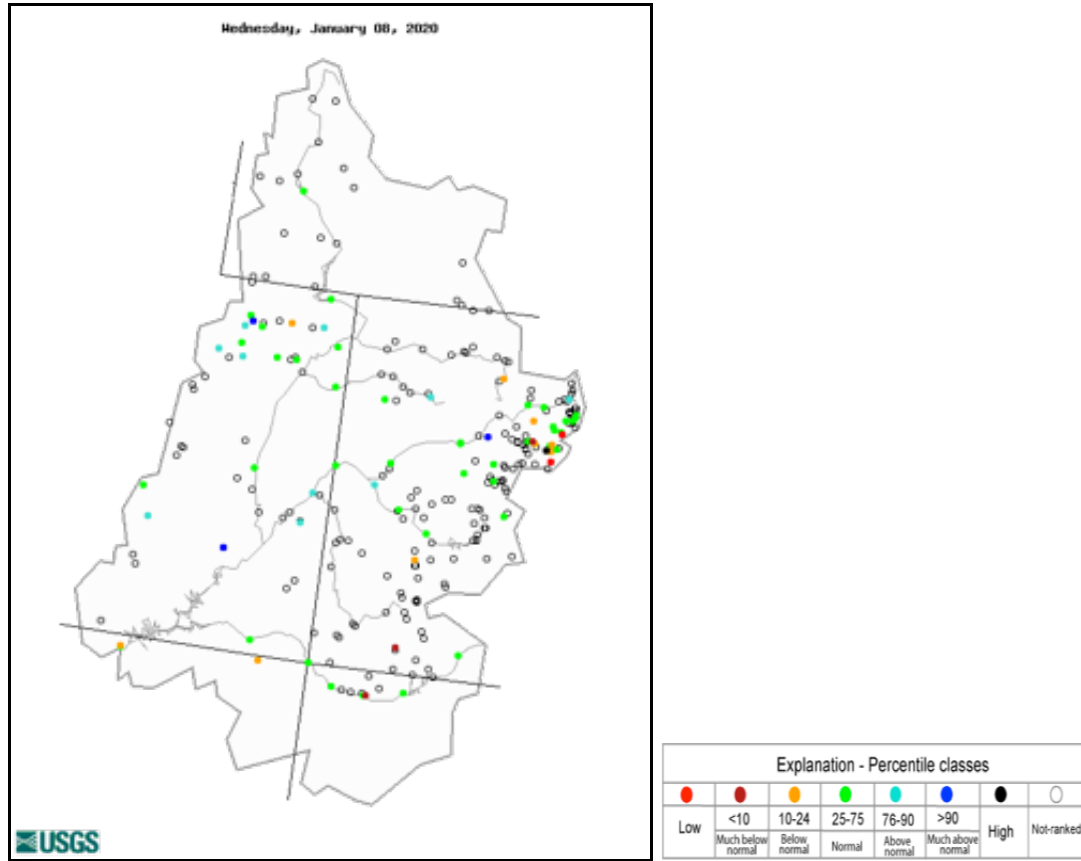 Wednesday, January 08, 2020
USGS
Explanation - Percentile classes
<10 10-24 25-75 76-90 >90
Low Much below normal Below normal Normal Above normal Much above normal High Not-ranked